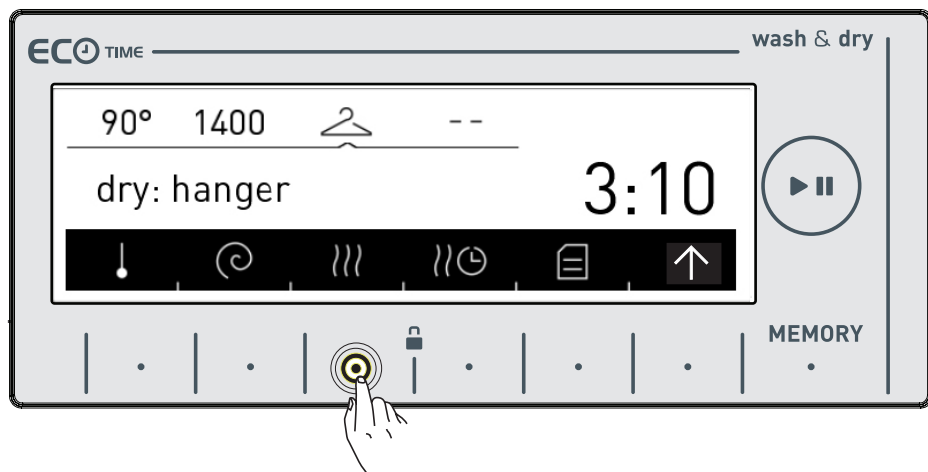 ECO TIME
wash & dry
90° 1400 --
dry: hanger
3:10
MEMORY